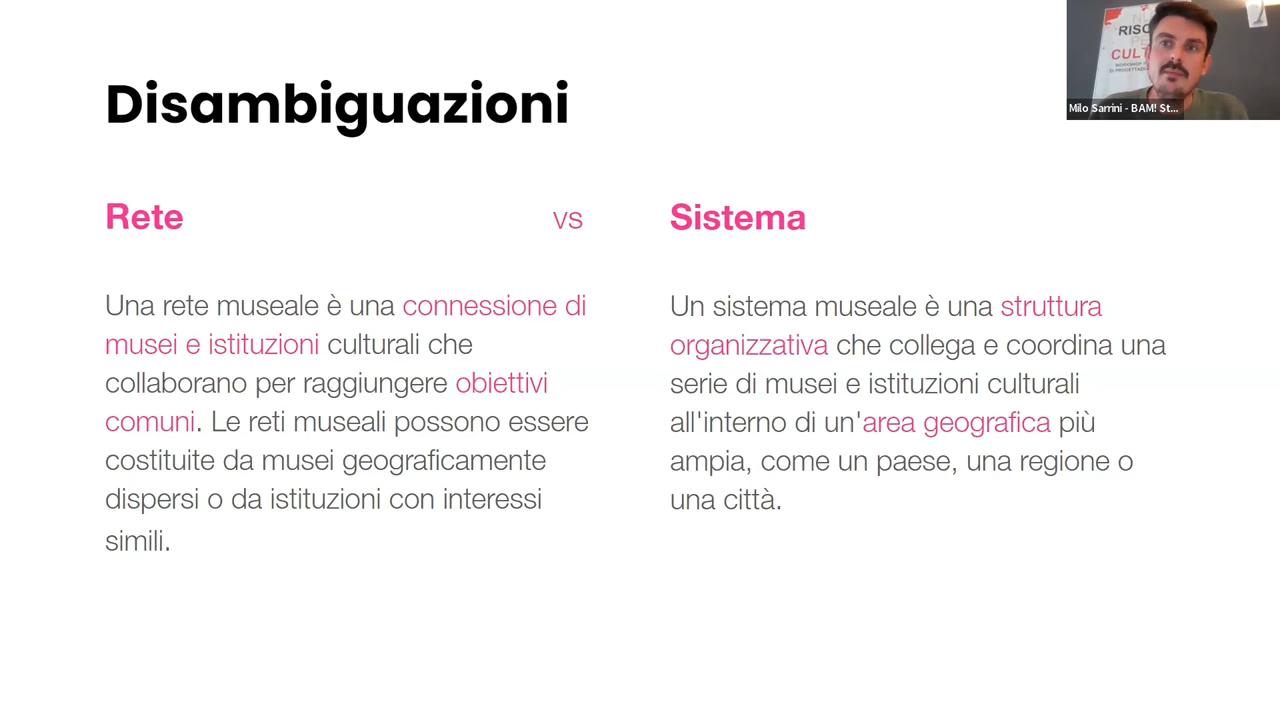 Disambiguazioni
Rete
vs
Sistema
Una rete museale è una connessione di
musei e istituzioni culturali che
collaborano per raggiungere obiettivi
comuni. Le reti museali possono essere
costituite da musei geograficamente
dispersi o da istituzioni con interessi
simili.
Un sistema museale è una struttura
organizzativa che collega e coordina una
serie di musei e istituzioni culturali
all'interno di un'area geografica più
ampia, come un paese, una regione o
una città.
RISO
CULT
Milo Sarrini - BAM! St...